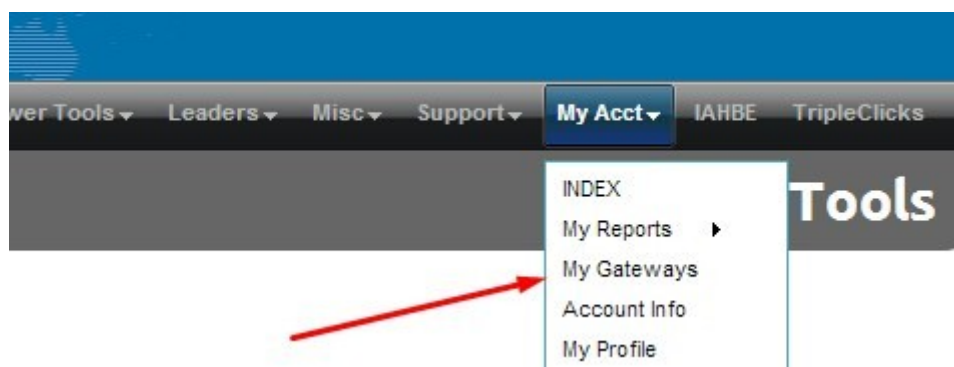 wer Tools Leaders Misc Support My Acct IAHBE TripleClicks
Tools
INDEX
My Reports
My Gateways
Account Info
My Profile